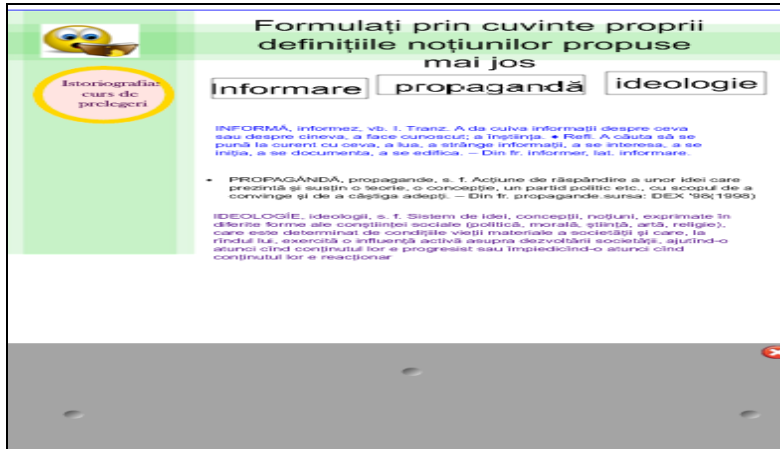 Formulați prin cuvinte proprii
definițiile noțiunilor propuse
mai jos
Istoriografia:
curs de
prelegeri
Informare
propagandă
ideologie
INFORMÁ, informez, vb. I. Tranz. A da cuiva informații despre ceva
sau despre cineva, a face cunoscut; a înștiința. ♦ Refl. A căuta să se
pună la curent cu ceva, a lua, a strânge informații, a se interesa, a se
iniția, a se documenta, a se edifica. – Din fr. informer, lat. informare.
• PROPAGÁNDĂ, propagande, s. f. Acțiune de răspândire a unor idei care
prezintă și susțin o teorie, o concepție, un partid politic etc., cu scopul de a
convinge și de a câștiga adepți. – Din fr. propagande.sursa: DEX '98(1998)
IDEOLOGÍE, ideologii, s. f. Sistem de idei, concepții, noțiuni, exprimate în
diferite forme ale conștiinței sociale (politică, morală, știință, artă, religie),
care este determinat de condițiile vieții materiale a societății și care, la
rîndul lui, exercită o influență activă asupra dezvoltării societății, ajutînd-o
atunci cînd conținutul lor e progresist sau împiedicînd-o atunci cînd
conținutul lor e reacționar